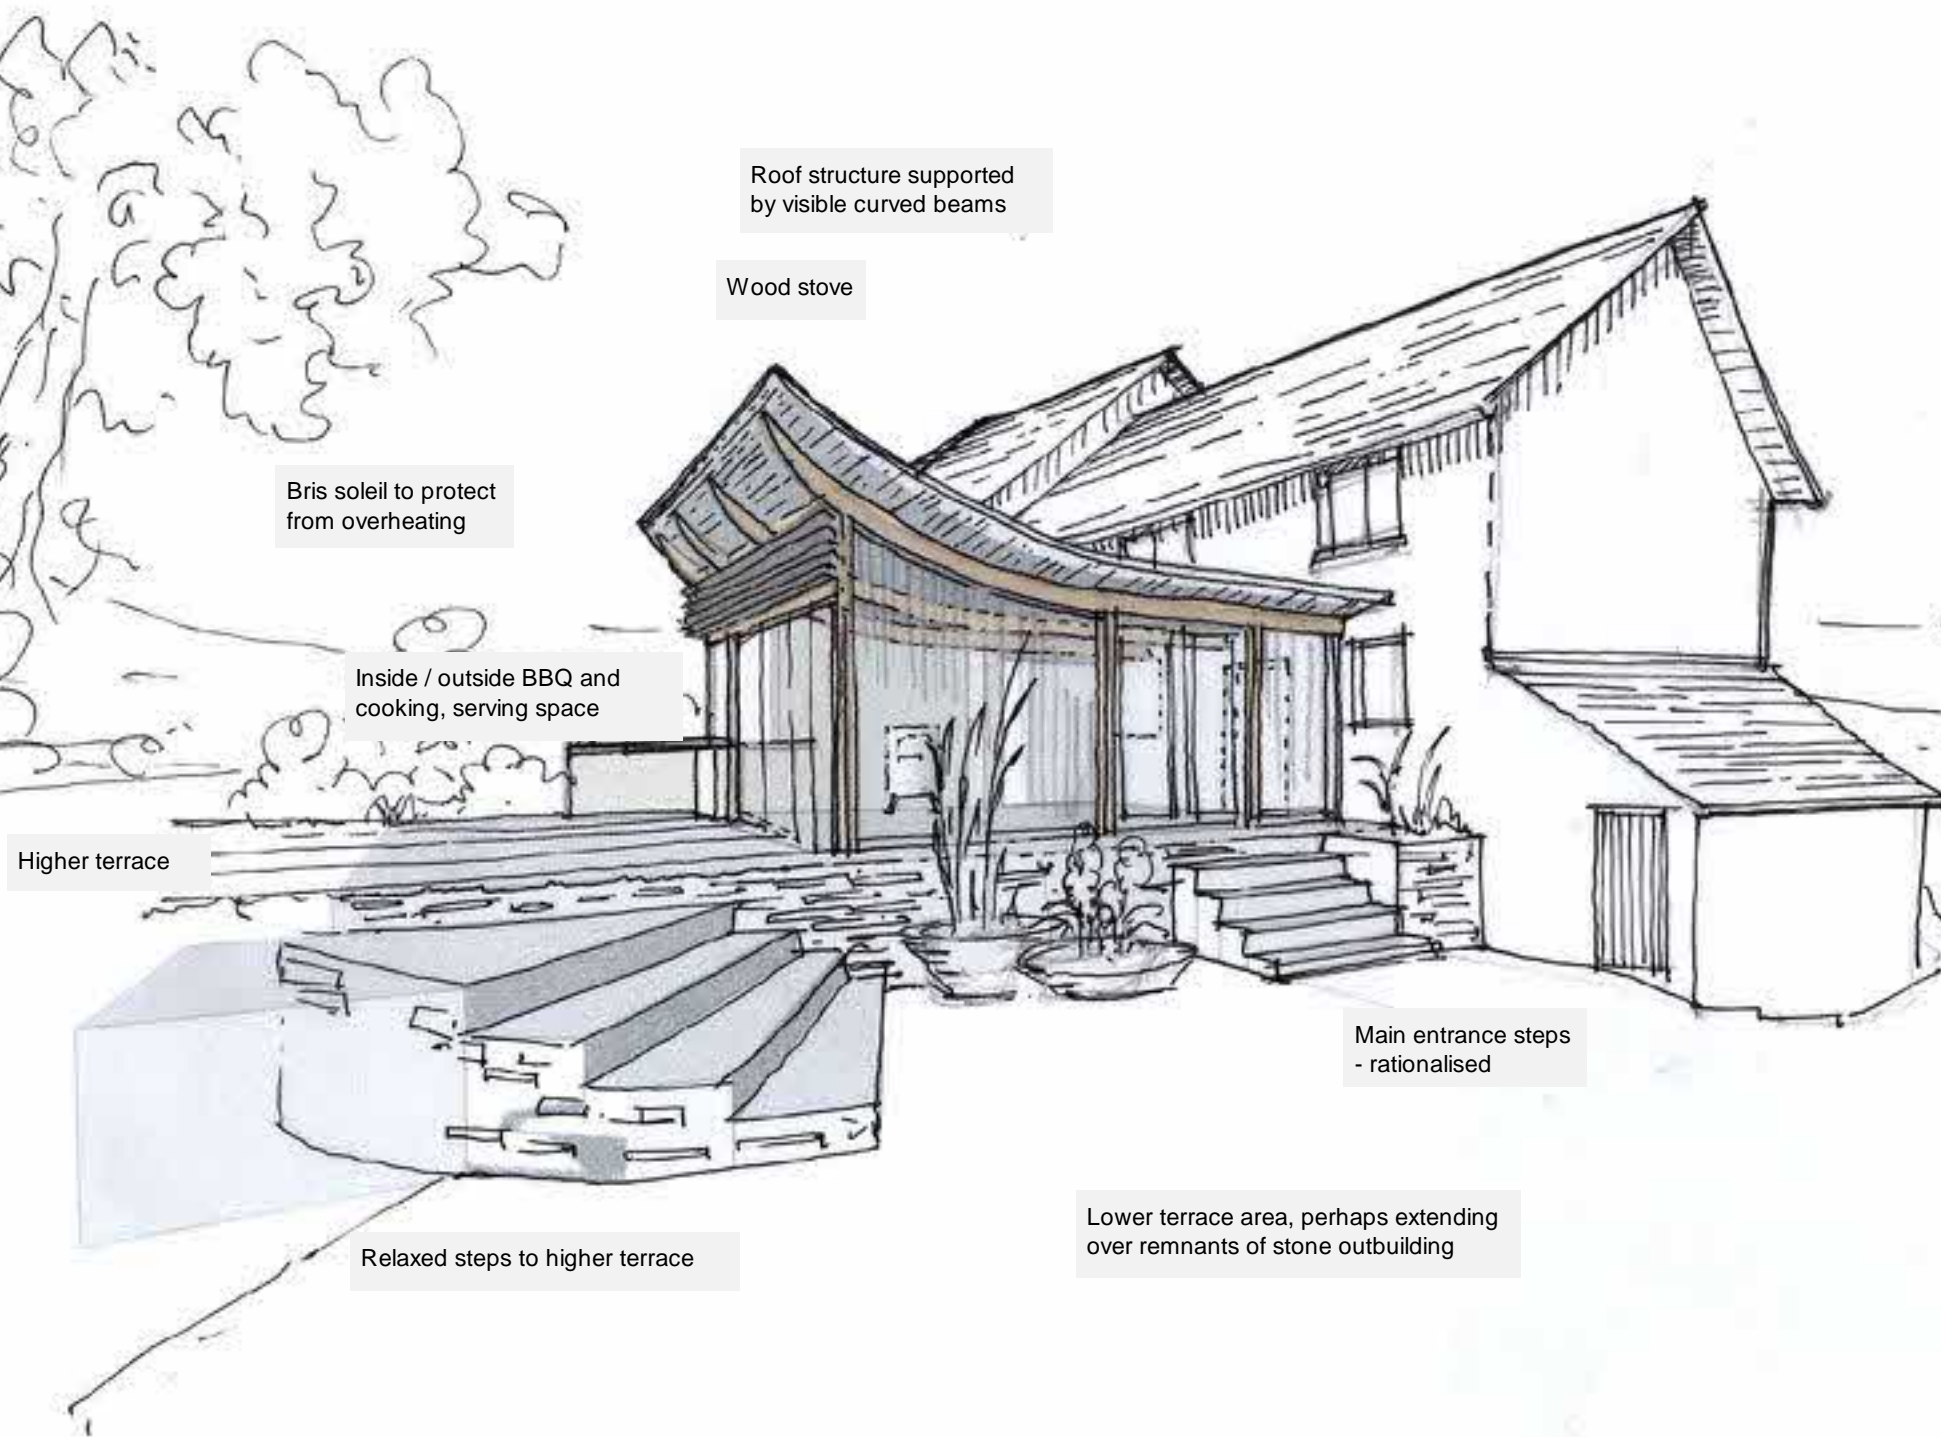 Roof structure supported
by visible curved beams
Wood stove
Bris soleil to protect
from overheating
Inside / outside BBQ and
cooking, serving space
Higher terrace
Main entrance steps
- rationalised
Lower terrace area, perhaps extending
over remnants of stone outbuilding
Relaxed steps to higher terrace